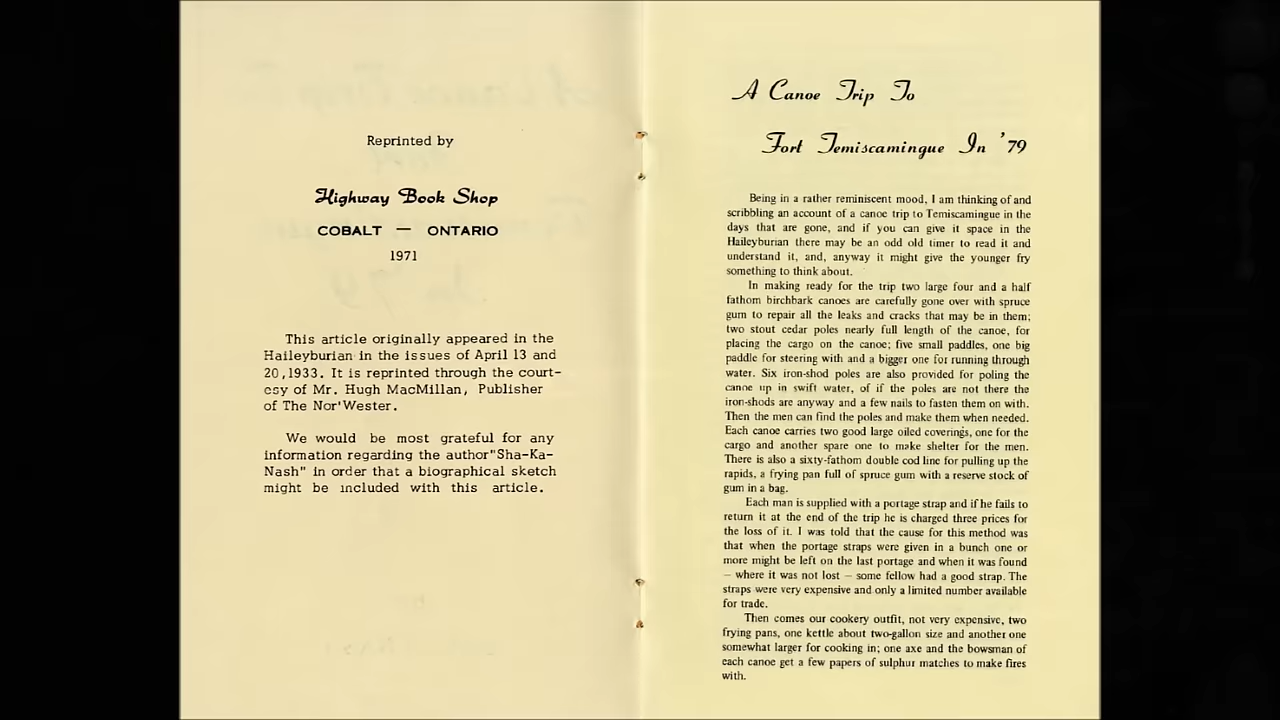 Reprinted by
Highway Book Shop
COBALT — ONTARIO
1971
This article originally appeared in the
Haileyburian in the issues of April 13 and
20,1933. It is reprinted through the court-
esy of Mr. Hugh MacMillan, Publisher
of The Nor'Wester.
We would be most grateful for any
information regarding the author"Sha-Ka-
Nash" in order that a biographical sketch
might be included with this article.
A Canoe Trip To
Fort Temiscamingue In '79
Being in a rather reminiscent mood, I am thinking of and
scribbling an account of a canoe trip to Temiscamingue in the
days that are gone, and if you can give it space in the
Haileyburian there may be an odd old timer to read it and
understand it, and, anyway it might give the younger fry
something to think about.
In making ready for the trip two large four and a half
fathom birchbark canoes are carefully gone over with spruce
gum to repair all the leaks and cracks that may be in them;
two stout cedar poles nearly full length of the canoe, for
placing the cargo on the canoe; five small paddles, one big
paddle for steering with and a bigger one for running through
water. Six iron-shod poles are also provided for poling the
canoe up in swift water, of if the poles are not there the
iron-shods are anyway and a few nails to fasten them on with.
Then the men can find the poles and make them when needed.
Each canoe carries two good large oiled coverings, one for the
cargo and another spare one to make shelter for the men.
There is also a sixty-fathom double cod line for pulling up the
rapids, a frying pan full of spruce gum with a reserve stock of
gum in a bag.
Each man is supplied with a portage strap and if he fails to
return it at the end of the trip he is charged three prices for
the loss of it. I was told that the cause for this method was
that when the portage straps were given in a bunch one or
more might be left on the last portage and when it was found
— where it was not lost — some fellow had a good strap. The
straps were very expensive and only a limited number available
for trade.
Then comes our cookery outfit, not very expensive, two
frying pans, one kettle about two-gallon size and another one
somewhat larger for cooking in; one axe and the bowsman of
each canoe get a few papers of sulphur matches to make fires
with.